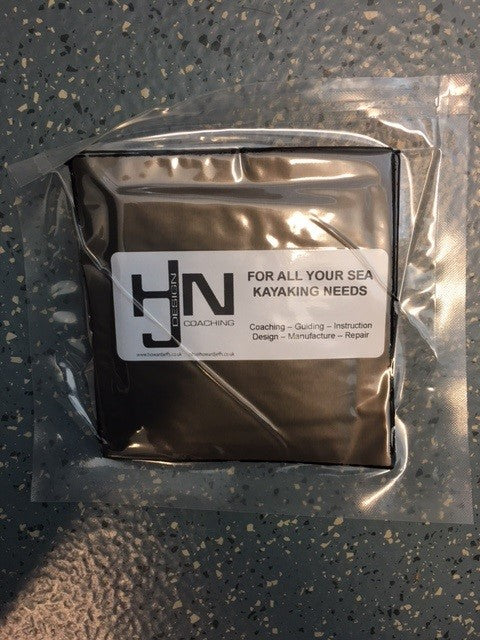 HJN
DESIGN
COACHING
FOR ALL YOUR SEA
KAYAKING NEEDS
Coaching – Guiding – Instruction
Design – Manufacture – Repair